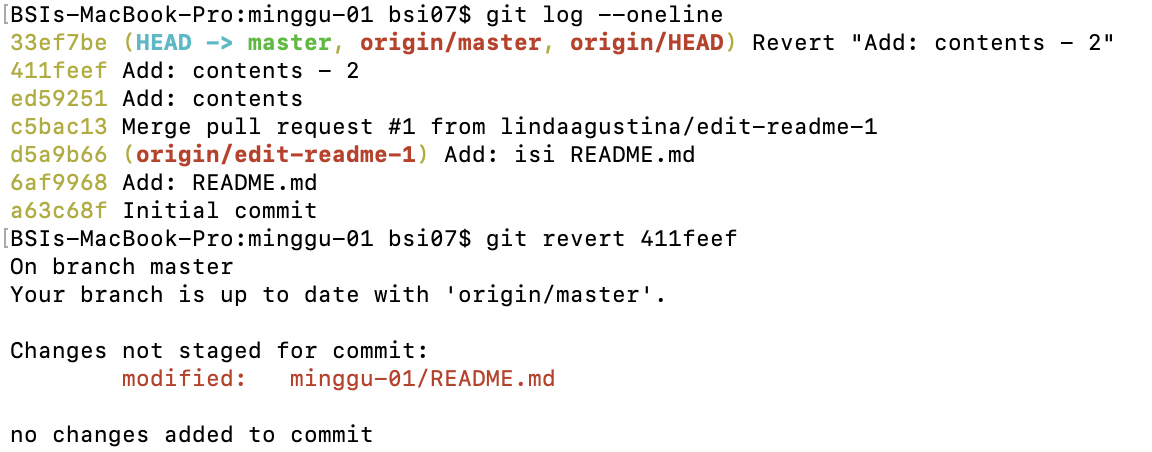 [BSIs-MacBook-Pro:minggu-01 bsi07$ git log --oneline
33ef7be (HEAD -> master, origin/master, origin/HEAD) Revert "Add: contents - 2"
411feef Add: contents - 2
ed59251 Add: contents
c5bac13 Merge pull request #1 from lindaagustina/edit-readme-1
d5a9b66 (origin/edit-readme-1) Add: isi README.md
6af9968 Add: README.md
a63c68f Initial commit
[BSIs-MacBook-Pro:minggu-01 bsi07$ git revert 411feef
On branch master
Your branch is up to date with 'origin/master'.
Changes not staged for commit:
modified: minggu-01/README.md
no changes added to commit